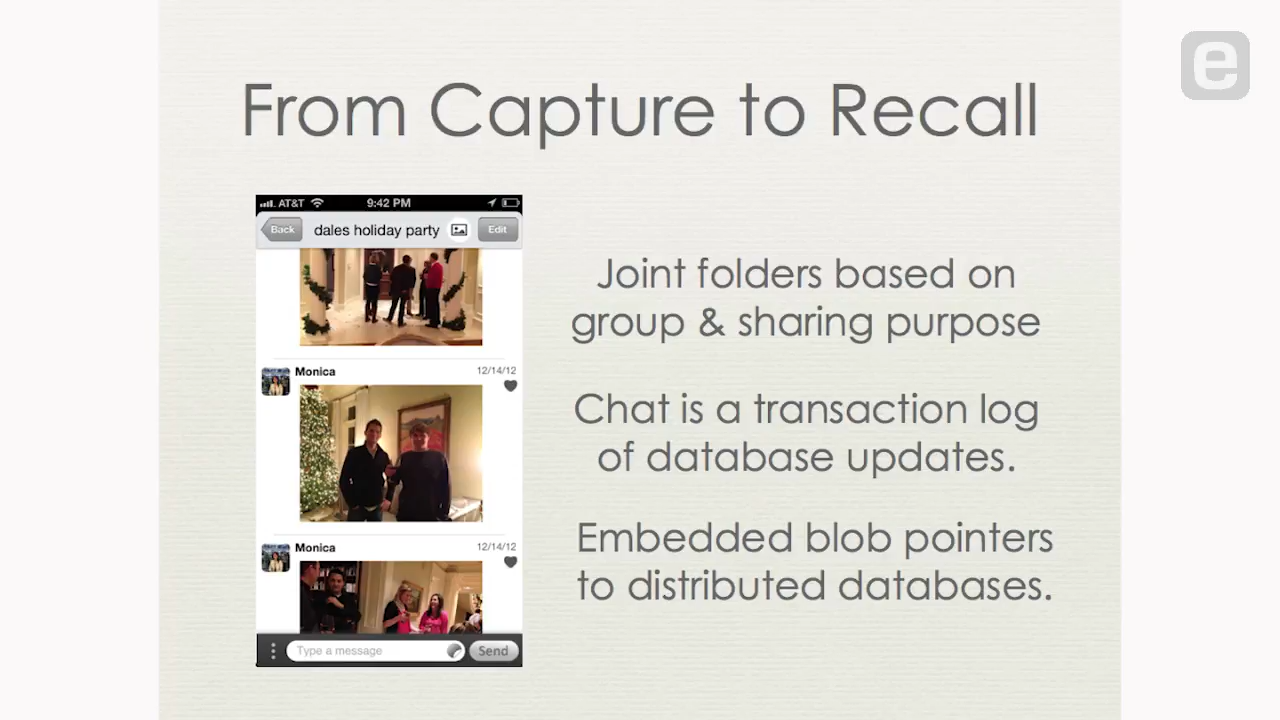 e
From Capture to Recall
AT&T 9:42 PM
Back dales holiday party Edit
Monica 12/14/12
Monica 12/14/12
Type a message Send
Joint folders based on
group & sharing purpose
Chat is a transaction log
of database updates.
Embedded blob pointers
to distributed databases.